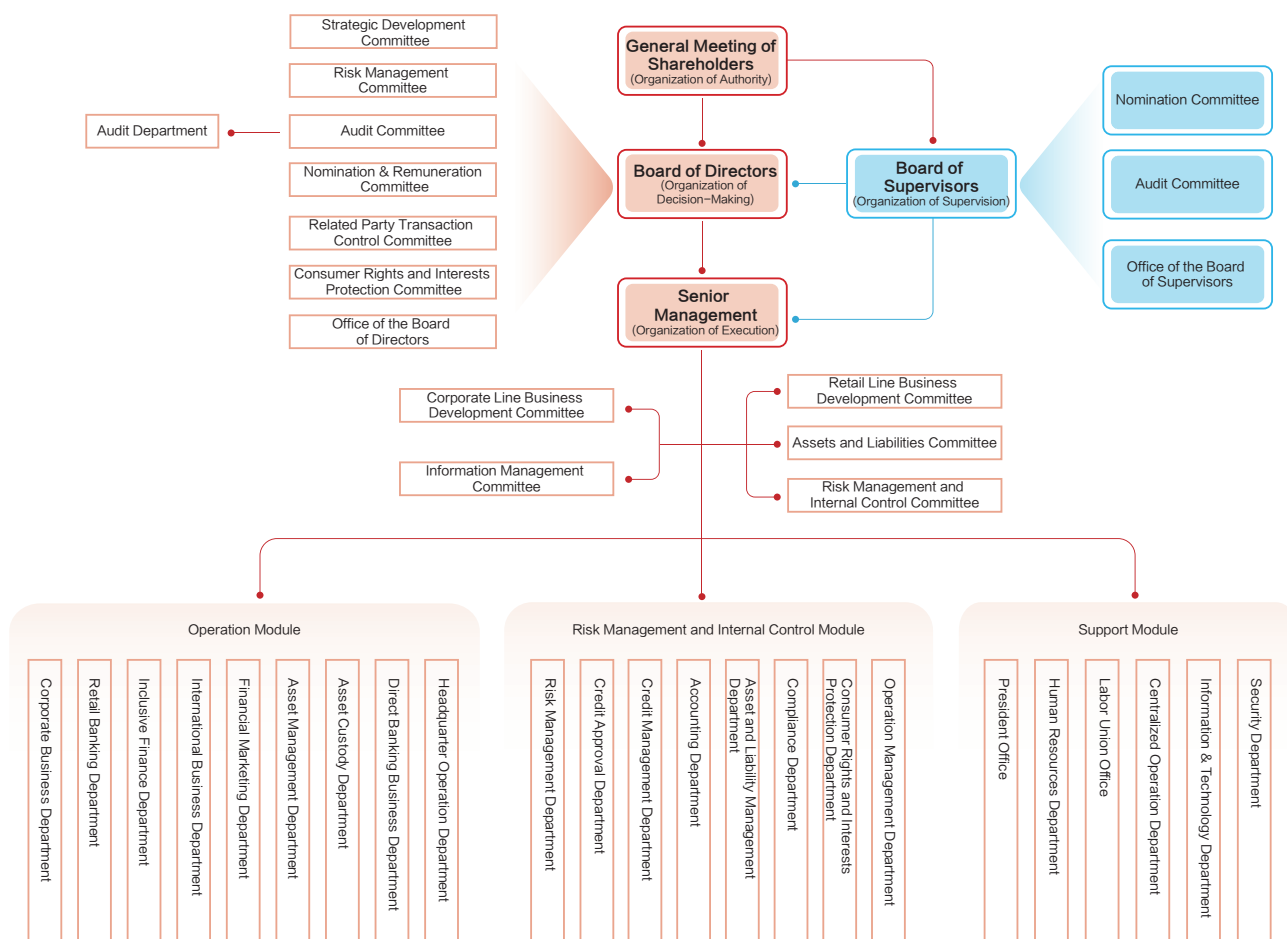 Strategic Development
Committee
Risk Management
Committee
Audit Department
Audit Committee
Nomination & Remuneration
Committee
Related Party Transaction
Control Committee
Consumer Rights and Interests
Protection Committee
Office of the Board
of Directors
General Meeting of
Shareholders
(Organization of Authority)
Board of Directors
(Organization of
Decision-Making)
Board of
Supervisors
(Organization of Supervision)
Senior
Management
(Organization of Execution)
Nomination Committee
Audit Committee
Office of the Board
of Supervisors
Corporate Line Business
Development Committee
Information Management
Committee
Retail Line Business
Development Committee
Assets and Liabilities Committee
Risk Management and
Internal Control Committee
Operation Module
Corporate Business Department
Retail Banking Department
Inclusive Finance Department
International Business Department
Financial Marketing Department
Asset Management Department
Asset Custody Department
Direct Banking Business Department
Headquarter Operation Department
Risk Management and Internal Control Module
Risk Management Department
Credit Approval Department
Credit Management Department
Accounting Department
Asset and Liability Management
Department
Compliance Department
Consumer Rights and Interests
Protection Department
Operation Management Department
Support Module
President Office
Human Resources Department
Labor Union Office
Centralized Operation Department
Information & Technology Department
Security Department